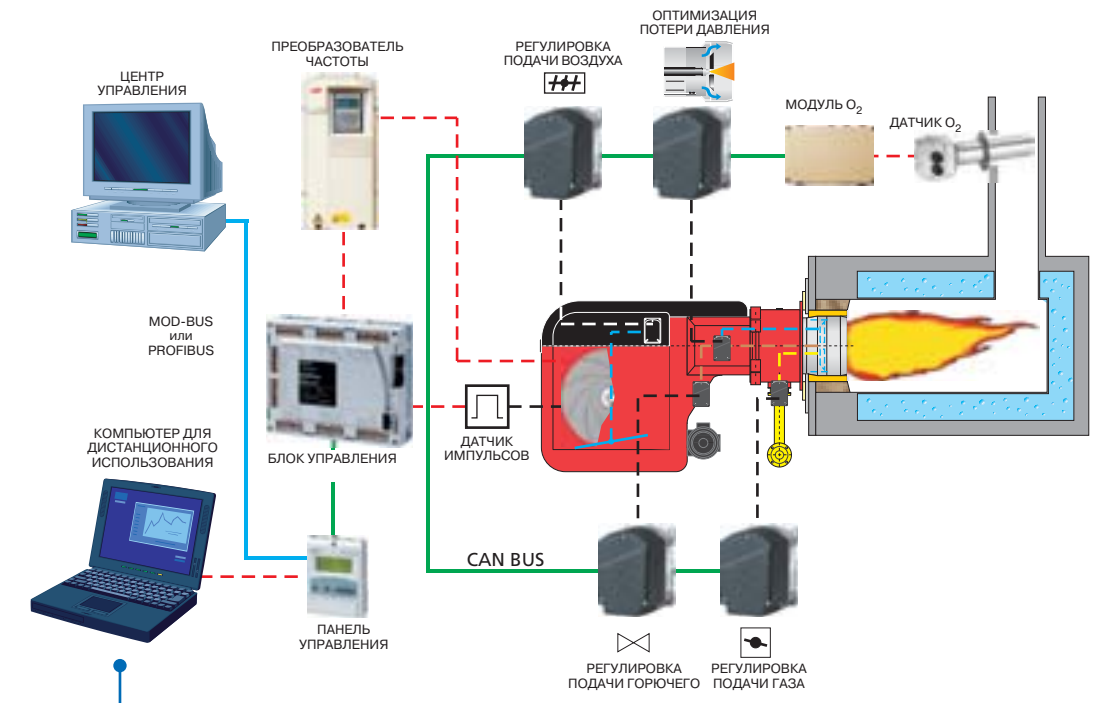 ОПТИМИЗАЦИЯ
ПОТЕРИ ДАВЛЕНИЯ
ПРЕОБРАЗОВАТЕЛЬ
ЧАСТОТЫ
РЕГУЛИРОВКА
ПОДАЧИ ВОЗДУХА
ЦЕНТР
УПРАВЛЕНИЯ
МОДУЛЬ O₂
ДАТЧИК O₂
MOD-BUS
или
PROFIBUS
КОМПЬЮТЕР ДЛЯ
ДИСТАНЦИОННОГО
ИСПОЛЬЗОВАНИЯ
БЛОК УПРАВЛЕНИЯ
ДАТЧИК
ИМПУЛЬСОВ
CAN BUS
ПАНЕЛЬ
УПРАВЛЕНИЯ
РЕГУЛИРОВКА
ПОДАЧИ ГОРЮЧЕГО
РЕГУЛИРОВКА
ПОДАЧИ ГАЗА